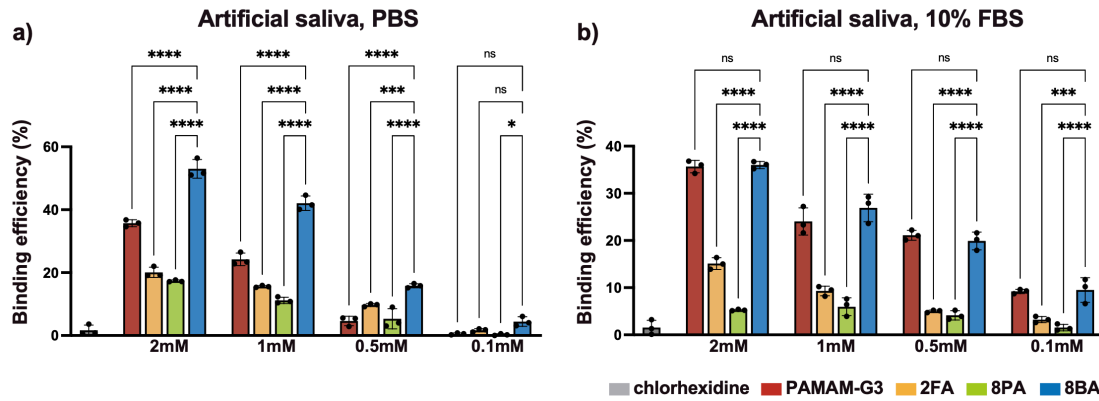 Artificial saliva, PBS
a)
**** **** **** ns
**** **** *** ns
**** **** **** *
Binding efficiency (%)
60
40
20
0
2mM 1mM 0.5mM 0.1mM
Artificial saliva, 10% FBS
b)
ns ns ns ns
**** **** **** ***
**** **** **** ****
Binding efficiency (%)
40
30
20
10
0
2mM 1mM 0.5mM 0.1mM
chlorhexidine PAMAM-G3 2FA 8PA 8BA